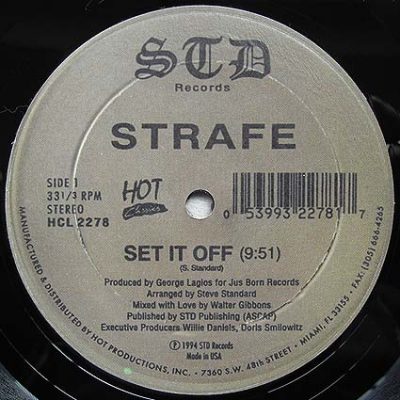 STD
Records
STRAFE
SIDE 1
33 1/3 RPM
STEREO
HCL 2278
HOT
Classics
0 53993 22781 7
SET IT OFF (9:51)
(S. Standard)
Produced by George Lagios for Jus Born Records
Arranged by Steve Standard
Mixed with Love by Walter Gibbons
Published by STD Publishing (ASCAP)
Executive Producers Willie Daniels, Doris Smilowitz
℗ 1994 STD Records
Made in USA
MANUFACTURED & DISTRIBUTED BY HOT PRODUCTIONS, INC. • 7360 S.W. 48th STREET • MIAMI, FL 33155 • FAX: (305) 666-4265